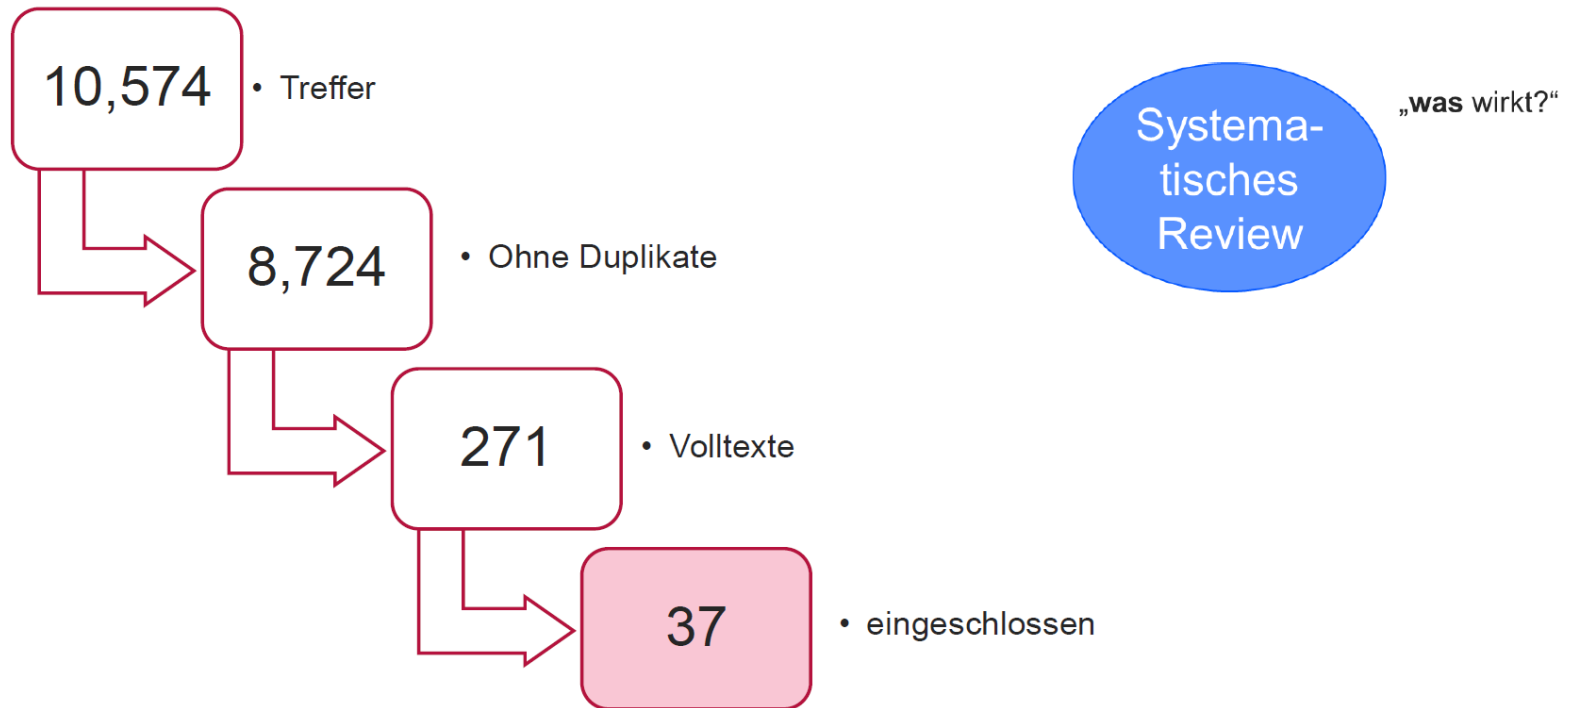 10,574
• Treffer
8,724
• Ohne Duplikate
271
• Volltexte
37
• eingeschlossen
Systema-
tisches
Review
„was wirkt?“